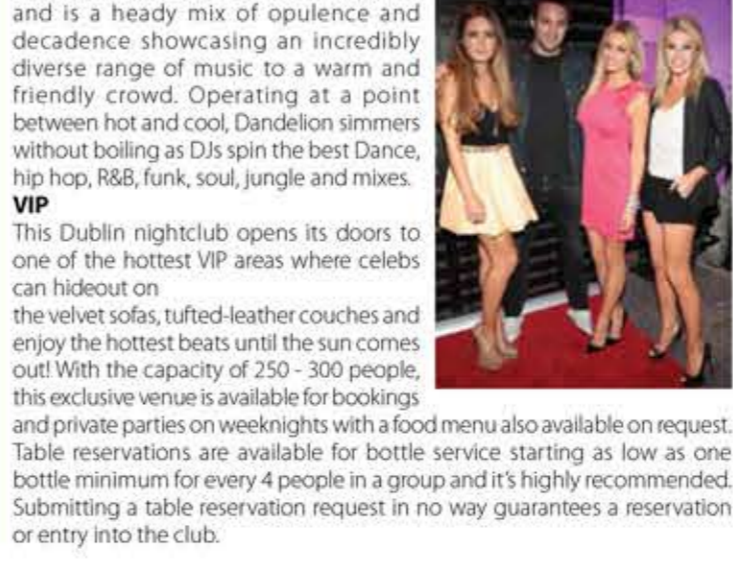 and is a heady mix of opulence and
decadence showcasing an incredibly
diverse range of music to a warm and
friendly crowd. Operating at a point
between hot and cool, Dandelion simmers
without boiling as DJs spin the best Dance,
hip hop, R&B, funk, soul, jungle and mixes.
VIP
This Dublin nightclub opens its doors to
one of the hottest VIP areas where celebs
can hideout on
the velvet sofas, tufted-leather couches and
enjoy the hottest beats until the sun comes
out! With the capacity of 250 - 300 people,
this exclusive venue is available for bookings
and private parties on weeknights with a food menu also available on request.
Table reservations are available for bottle service starting as low as one
bottle minimum for every 4 people in a group and it's highly recommended.
Submitting a table reservation request in no way guarantees a reservation
or entry into the club.